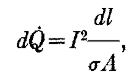 dQ̇ = I² dl/σA,